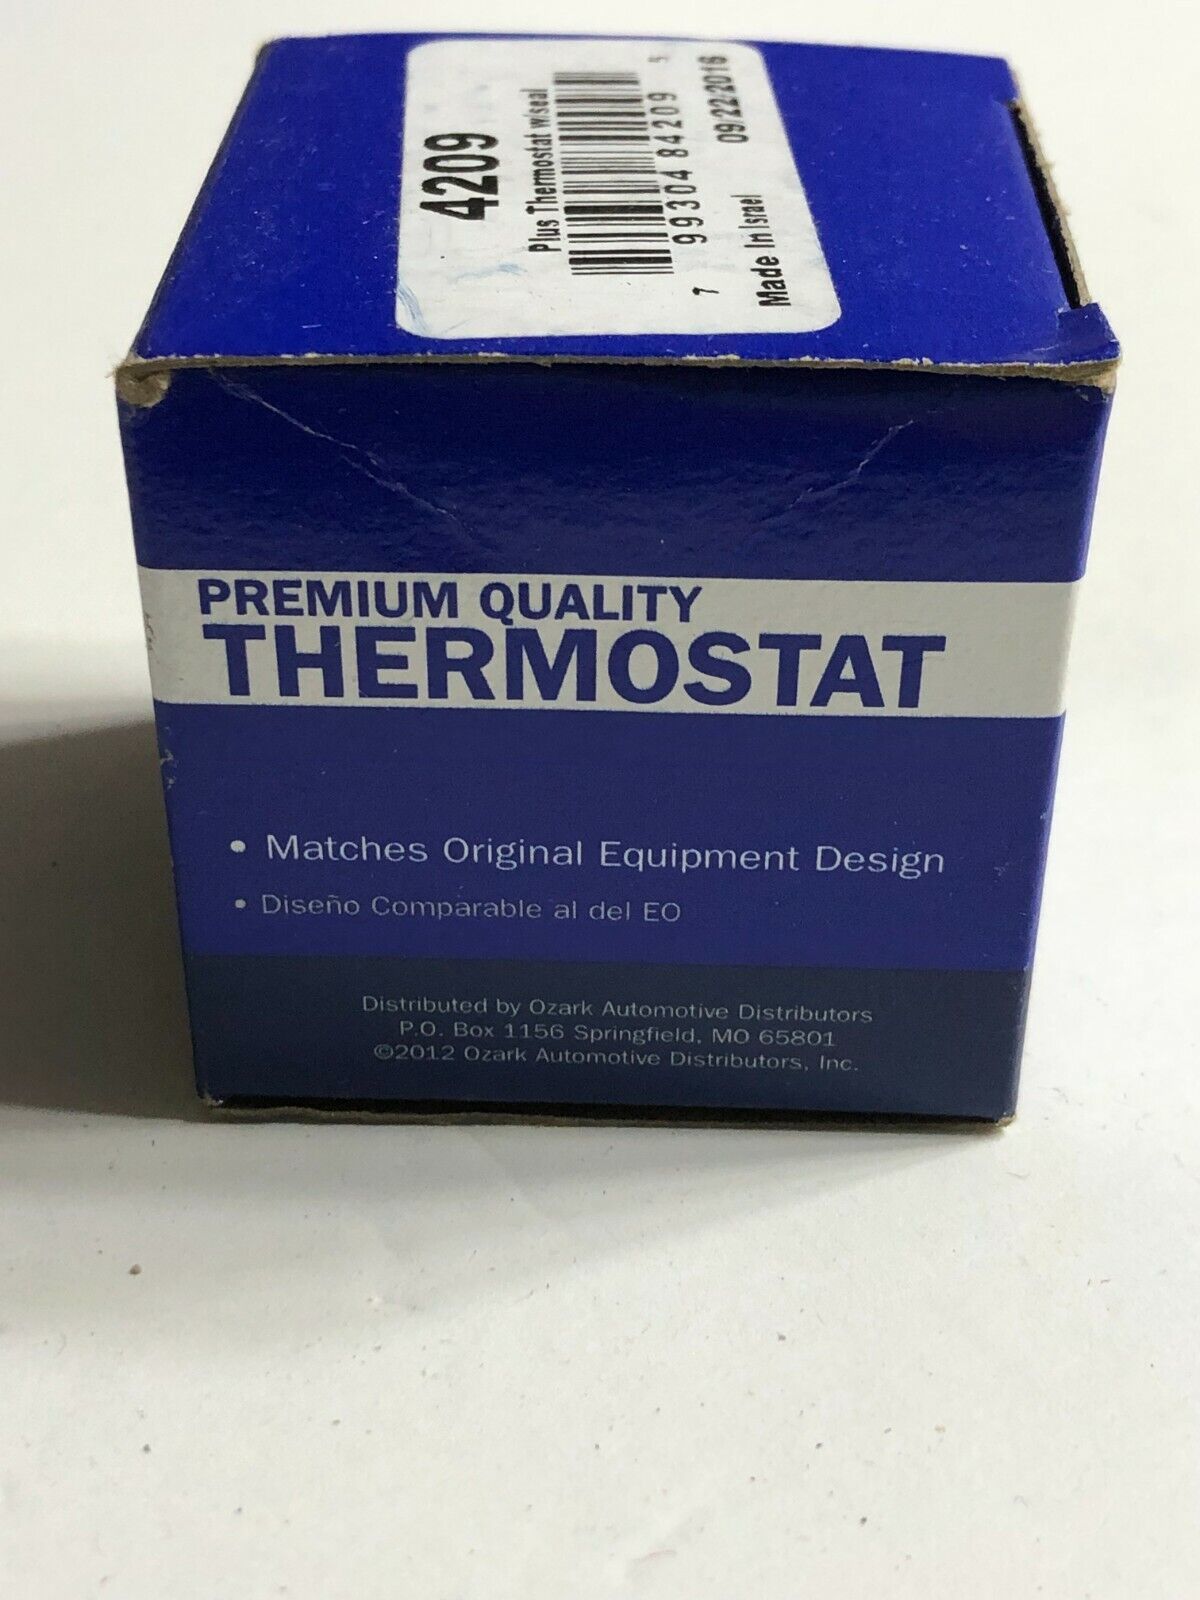 4209
Plus Thermostat w/seal
7 99304 84209 5
Made In Israel 09/22/2016
PREMIUM QUALITY
THERMOSTAT
• Matches Original Equipment Design
• Diseño Comparable al del EO
Distributed by Ozark Automotive Distributors
P.O. Box 1156 Springfield, MO 65801
©2012 Ozark Automotive Distributors, Inc.